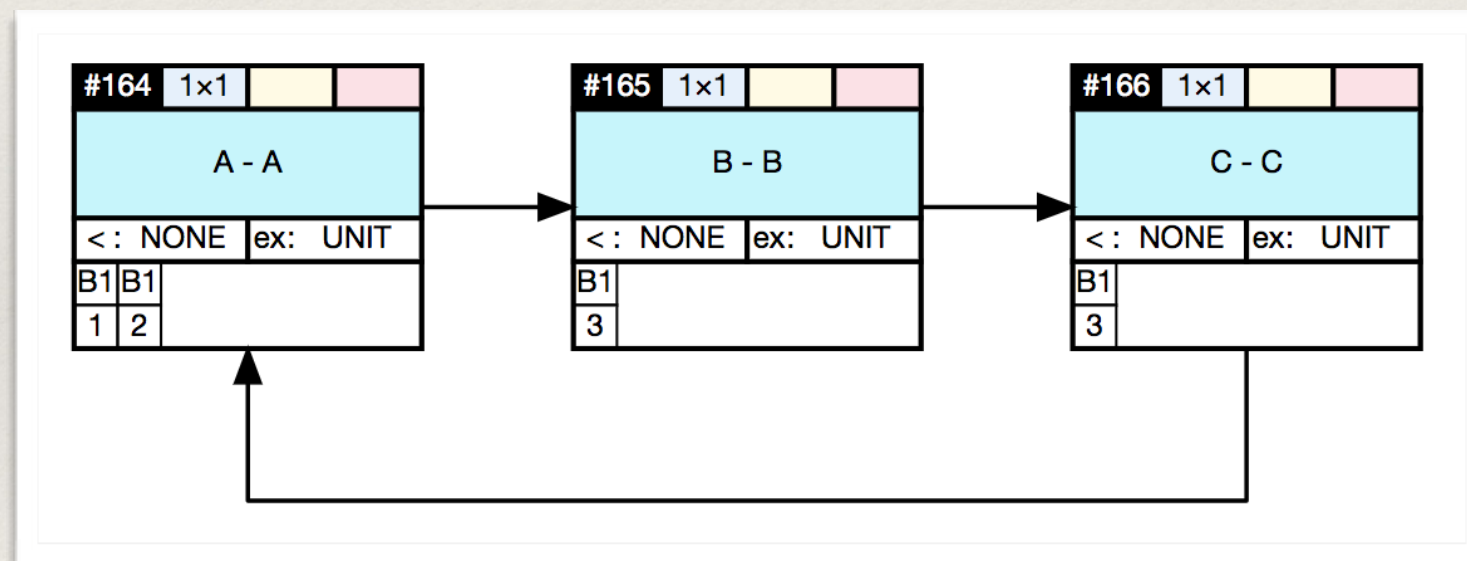 #164 1×1
A - A
< : NONE ex: UNIT
B1 B1
1 2
#165 1×1
B - B
< : NONE ex: UNIT
B1
3
#166 1×1
C - C
< : NONE ex: UNIT
B1
3